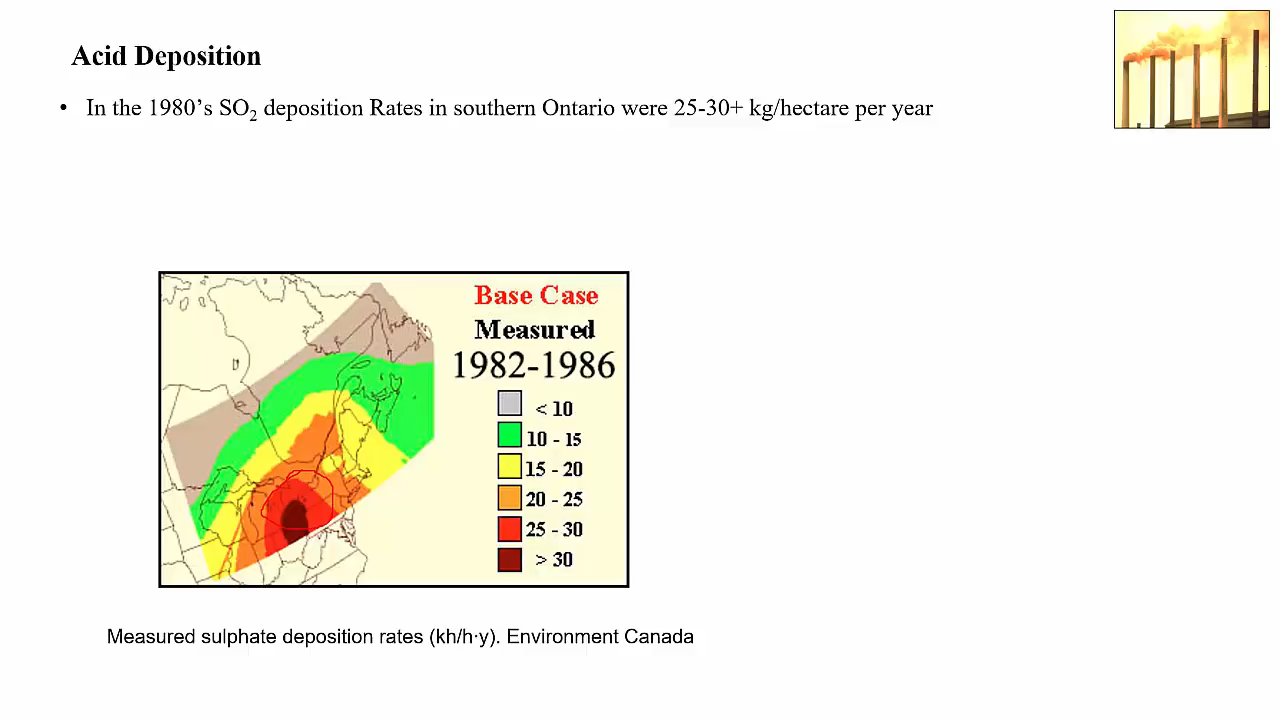 Acid Deposition
• In the 1980’s SO₂ deposition Rates in southern Ontario were 25-30+ kg/hectare per year
Base Case
Measured
1982-1986
< 10
10 - 15
15 - 20
20 - 25
25 - 30
> 30
Measured sulphate deposition rates (kh/h·y). Environment Canada